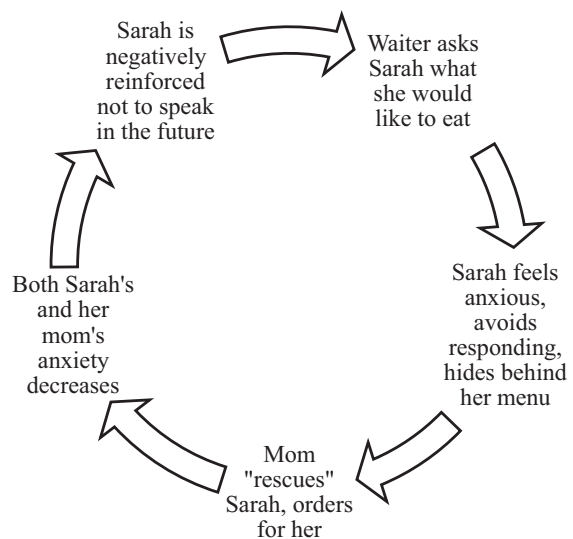 Sarah is
negatively
reinforced
not to speak
in the future
Waiter asks
Sarah what
she would
like to eat
Sarah feels
anxious,
avoids
responding,
hides behind
her menu
Mom
"rescues"
Sarah, orders
for her
Both Sarah's
and her
mom's
anxiety
decreases